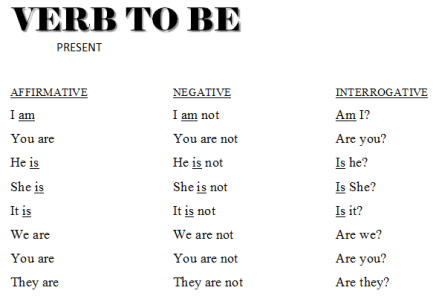 VERB TO BE
PRESENT
AFFIRMATIVE NEGATIVE INTERROGATIVE
I am I am not Am I?
You are You are not Are you?
He is He is not Is he?
She is She is not Is She?
It is It is not Is it?
We are We are not Are we?
You are You are not Are you?
They are They are not Are they?